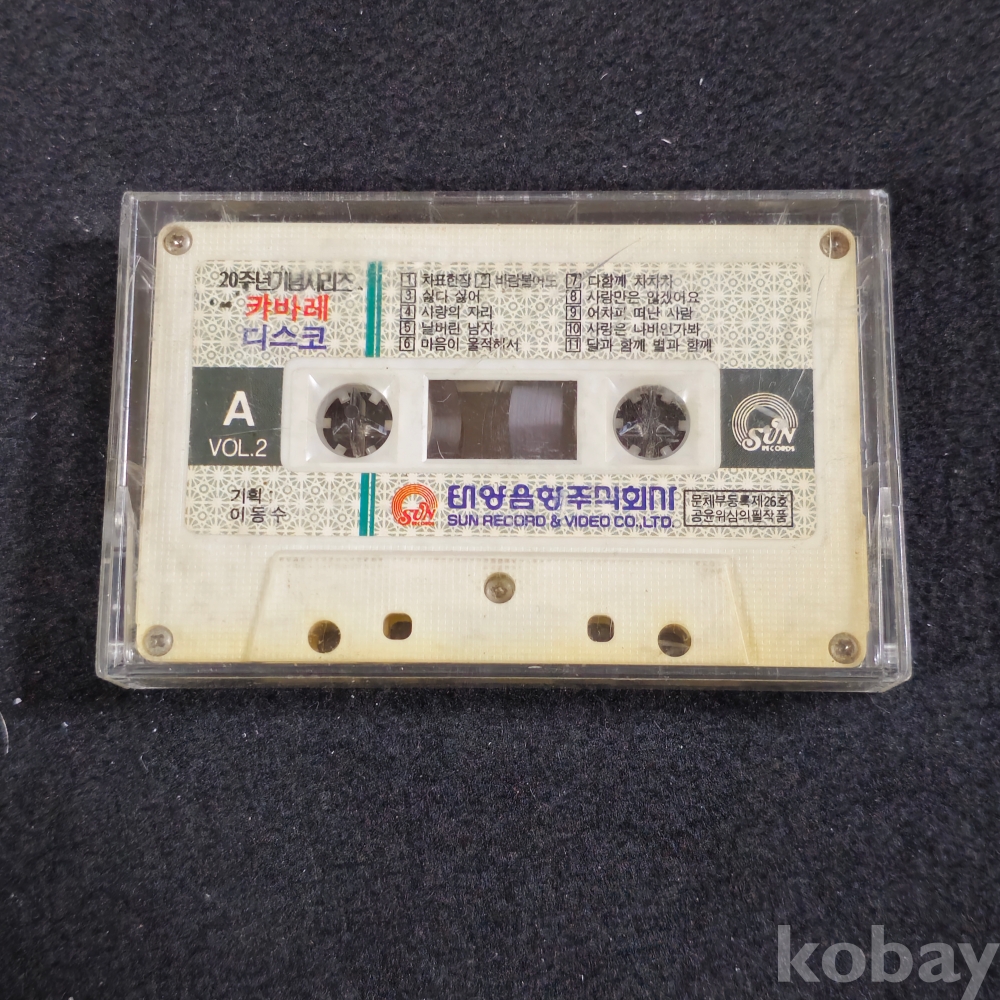 20주년기념시리즈
캬바레
디스코
1 차표한장 2 바람불어도
3 싫다 싫어
4 사랑의 자리
5 날버린 남자
6 마음이 울적해서
7 다함께 차차차
8 사랑만은 않겠어요
9 어차피 떠난 사람
10 사랑은 나비인가봐
11 달과 함께 별과 함께
A
VOL.2
SUN
RECORDS
기획·
이동수
SUN
RECORDS
태양음향주식회사
SUN RECORD & VIDEO CO.,LTD.
문체부등록제26호
공윤위심의필작품
kobay